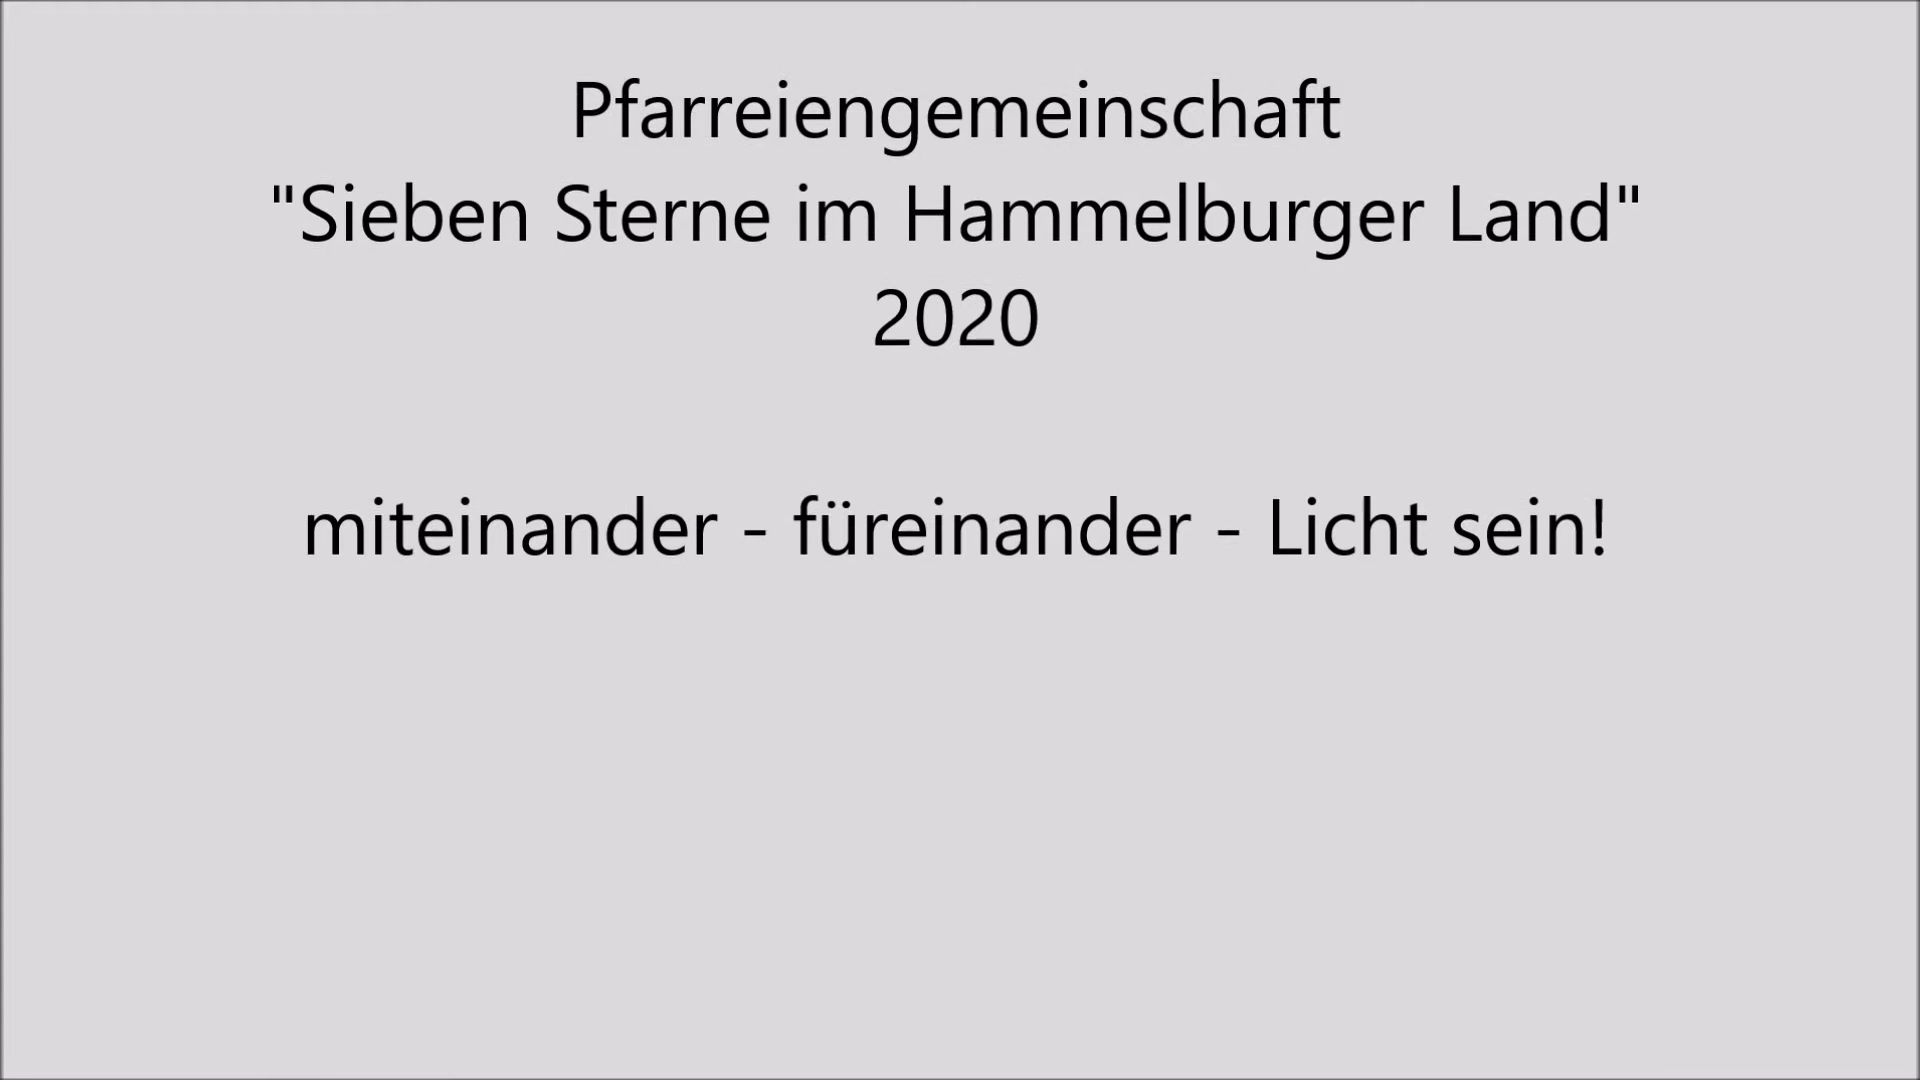 Pfarreiengemeinschaft
"Sieben Sterne im Hammelburger Land"
2020
miteinander - füreinander - Licht sein!